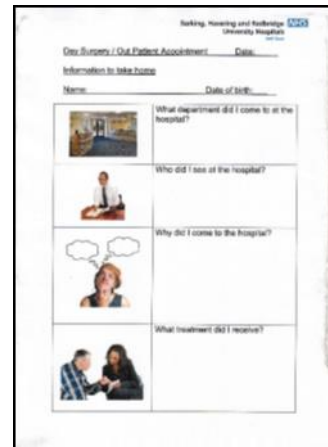 Barking, Havering and Redbridge NHS
University Hospitals
NHS Trust
Day Surgery / Out Patient Appointment Date:
Information to take home
Name: Date of birth:
What department did I come to at the
hospital?
Who did I see at the hospital?
Why did I come to the hospital?
What treatment did I receive?